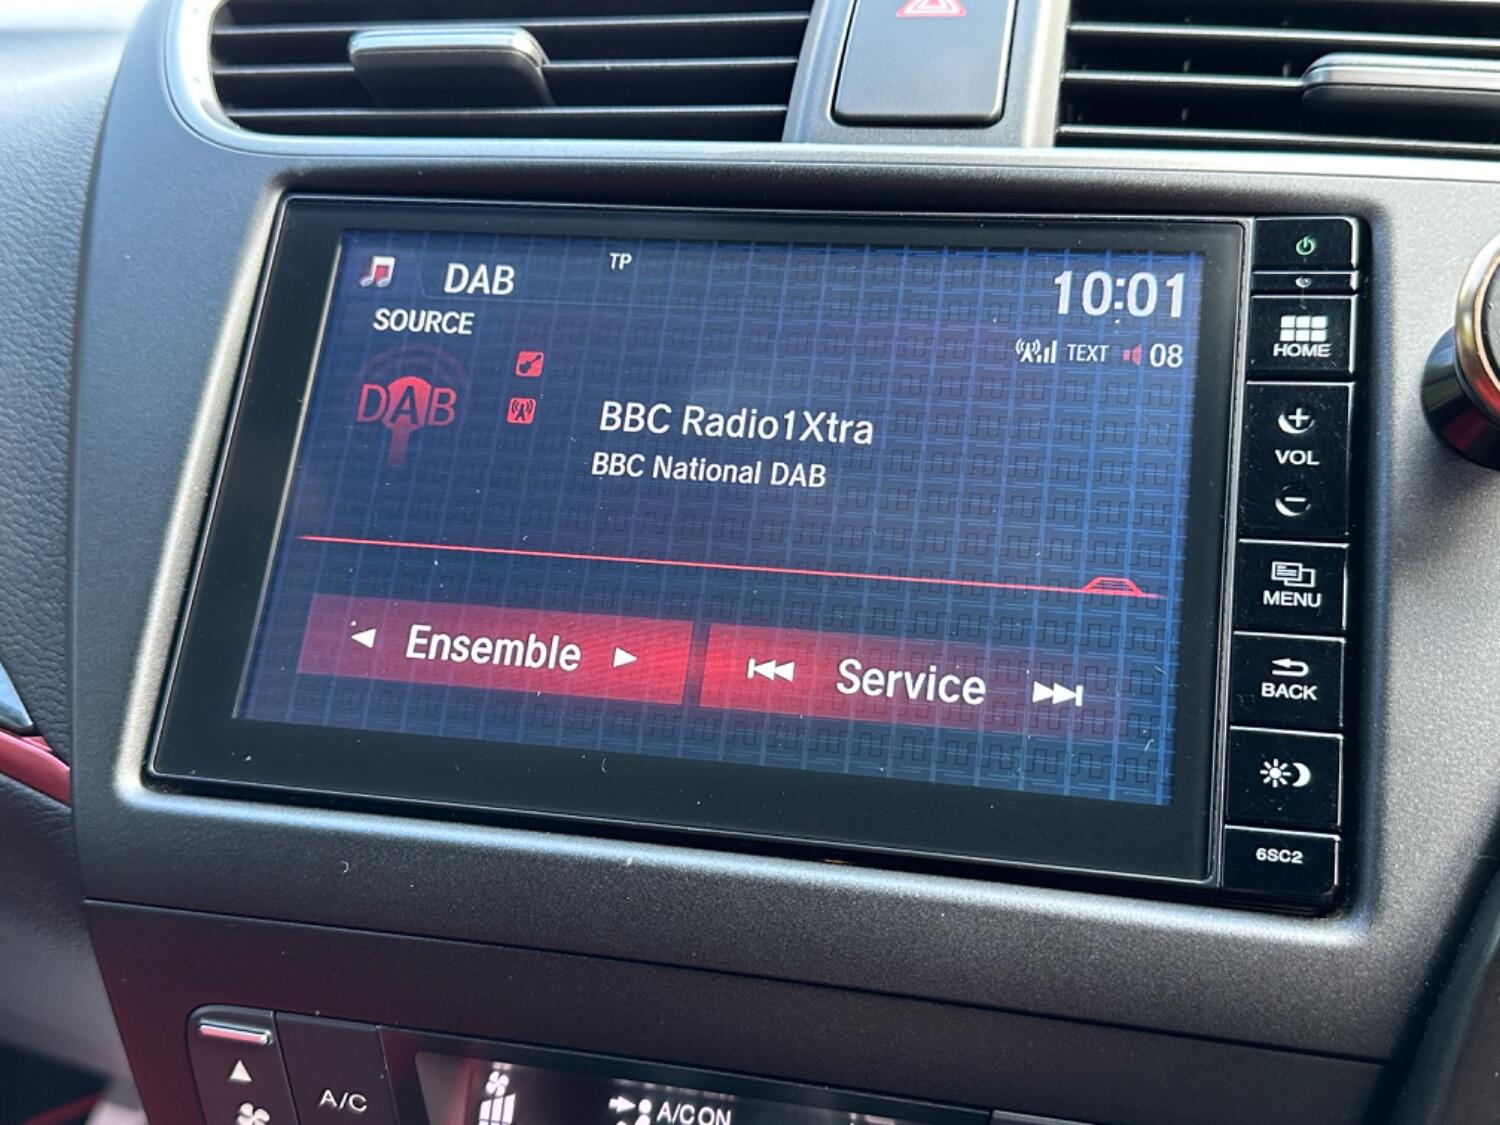 DAB
TP
10:01
SOURCE
TEXT
08
DAB
BBC Radio1Xtra
BBC National DAB
Ensemble
Service
HOME
VOL
MENU
BACK
6SC2
A/C
A/C ON